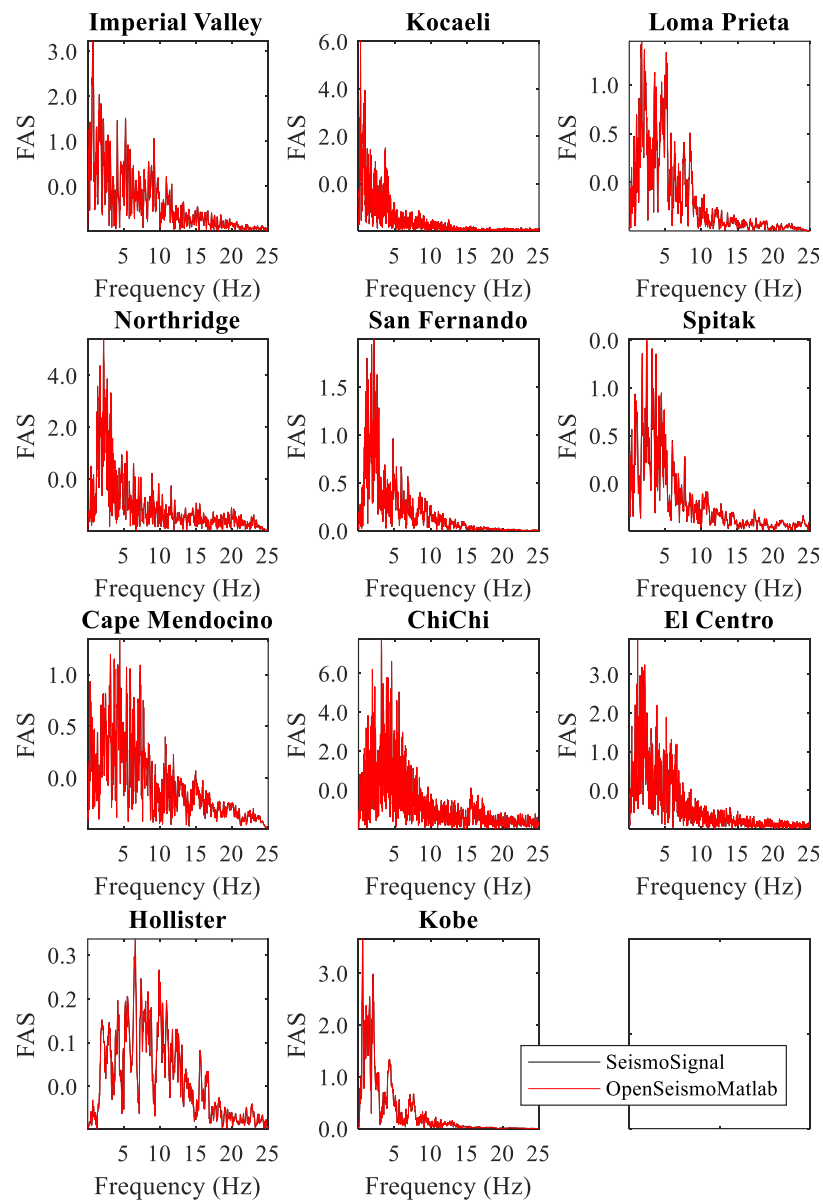 Imperial Valley
3.0
2.0
1.0
0.0
FAS
5 10 15 20 25
Frequency (Hz)
Kocaeli
6.0
4.0
2.0
0.0
FAS
5 10 15 20 25
Frequency (Hz)
Loma Prieta
1.0
0.5
0.0
FAS
5 10 15 20 25
Frequency (Hz)
Northridge
4.0
2.0
0.0
FAS
5 10 15 20 25
Frequency (Hz)
San Fernando
1.5
1.0
0.5
0.0
FAS
5 10 15 20 25
Frequency (Hz)
Spitak
0.0
1.0
0.5
0.0
FAS
5 10 15 20 25
Frequency (Hz)
Cape Mendocino
1.0
0.5
0.0
FAS
5 10 15 20 25
Frequency (Hz)
ChiChi
6.0
4.0
2.0
0.0
FAS
5 10 15 20 25
Frequency (Hz)
El Centro
3.0
2.0
1.0
0.0
FAS
5 10 15 20 25
Frequency (Hz)
Hollister
0.3
0.2
0.1
0.0
FAS
5 10 15 20 25
Frequency (Hz)
Kobe
3.0
2.0
1.0
0.0
FAS
5 10 15 20 25
Frequency (Hz)
SeismoSignal
OpenSeismoMatlab